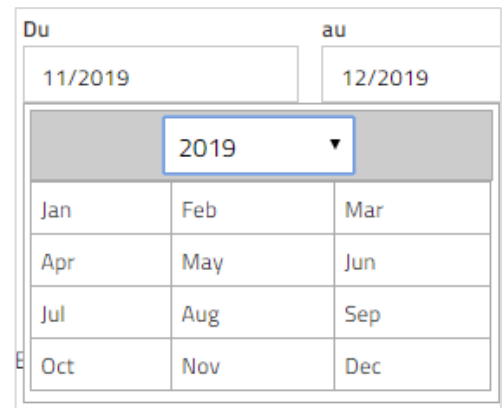 Du au
11/2019 12/2019
2019
Jan Feb Mar
Apr May Jun
Jul Aug Sep
Oct Nov Dec